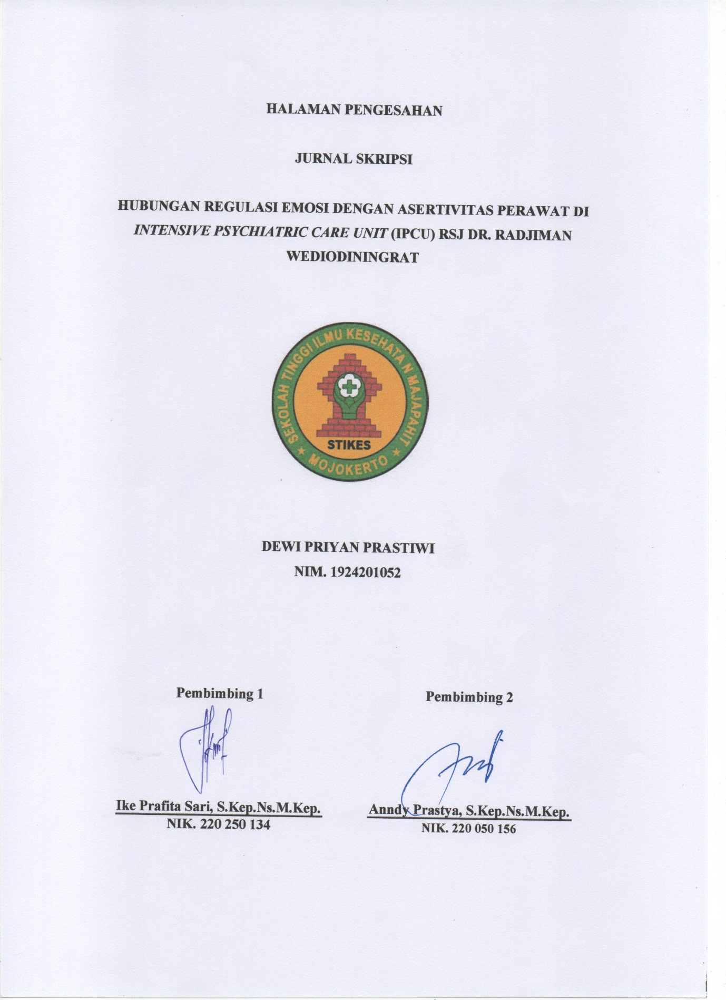 HALAMAN PENGESAHAN
JURNAL SKRIPSI
HUBUNGAN REGULASI EMOSI DENGAN ASERTIVITAS PERAWAT DI
INTENSIVE PSYCHIATRIC CARE UNIT (IPCU) RSJ DR. RADJIMAN
WEDIODININGRAT
SEKOLAH TINGGI ILMU KESEHATAN MAJAPAHIT
STIKES
MOJOKERTO
DEWI PRIYAN PRASTIWI
NIM. 1924201052
Pembimbing 1
Pembimbing 2
Ike Prafita Sari, S.Kep.Ns.M.Kep.
NIK. 220 250 134
Anndy Prastya, S.Kep.Ns.M.Kep.
NIK. 220 050 156